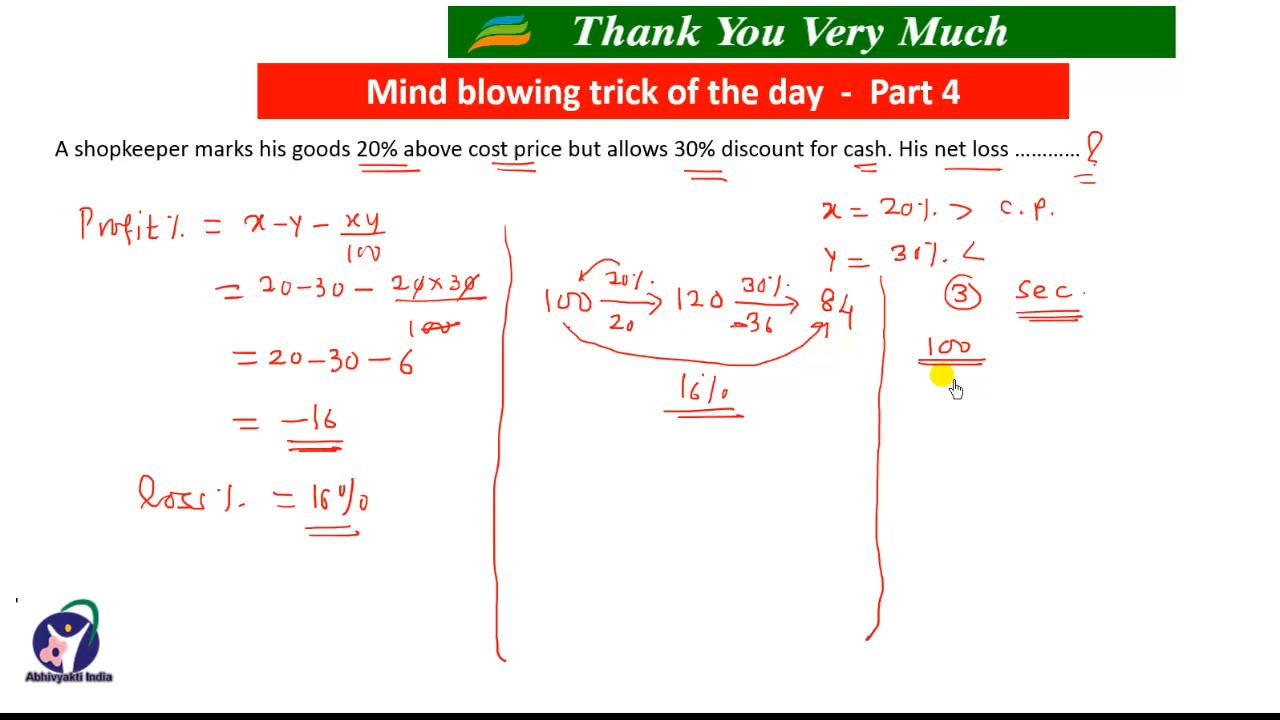 Thank You Very Much
Mind blowing trick of the day - Part 4
A shopkeeper marks his goods 20% above cost price but allows 30% discount for cash. His net loss ………… ?
Profit% = x - y - xy/100
= 20-30 - 20×30/100
= 20-30-6
= -16
loss% = 16%
100 20% 20 120 30% -36 84
16%
x = 20% > C.P.
y = 30% <
3 sec.
100
Abhivyakti India